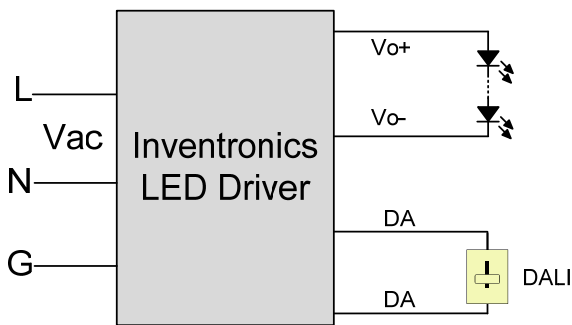 L
Vac
N
G
Inventronics
LED Driver
Vo+
Vo-
DA
DA
DALI